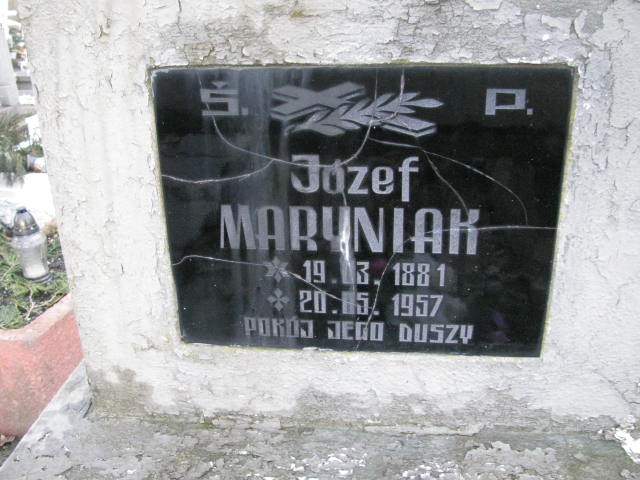 Ś. P.
Józef
MARYNIAK
19.03.1881
20.05.1957
POKÓJ JEGO DUSZY